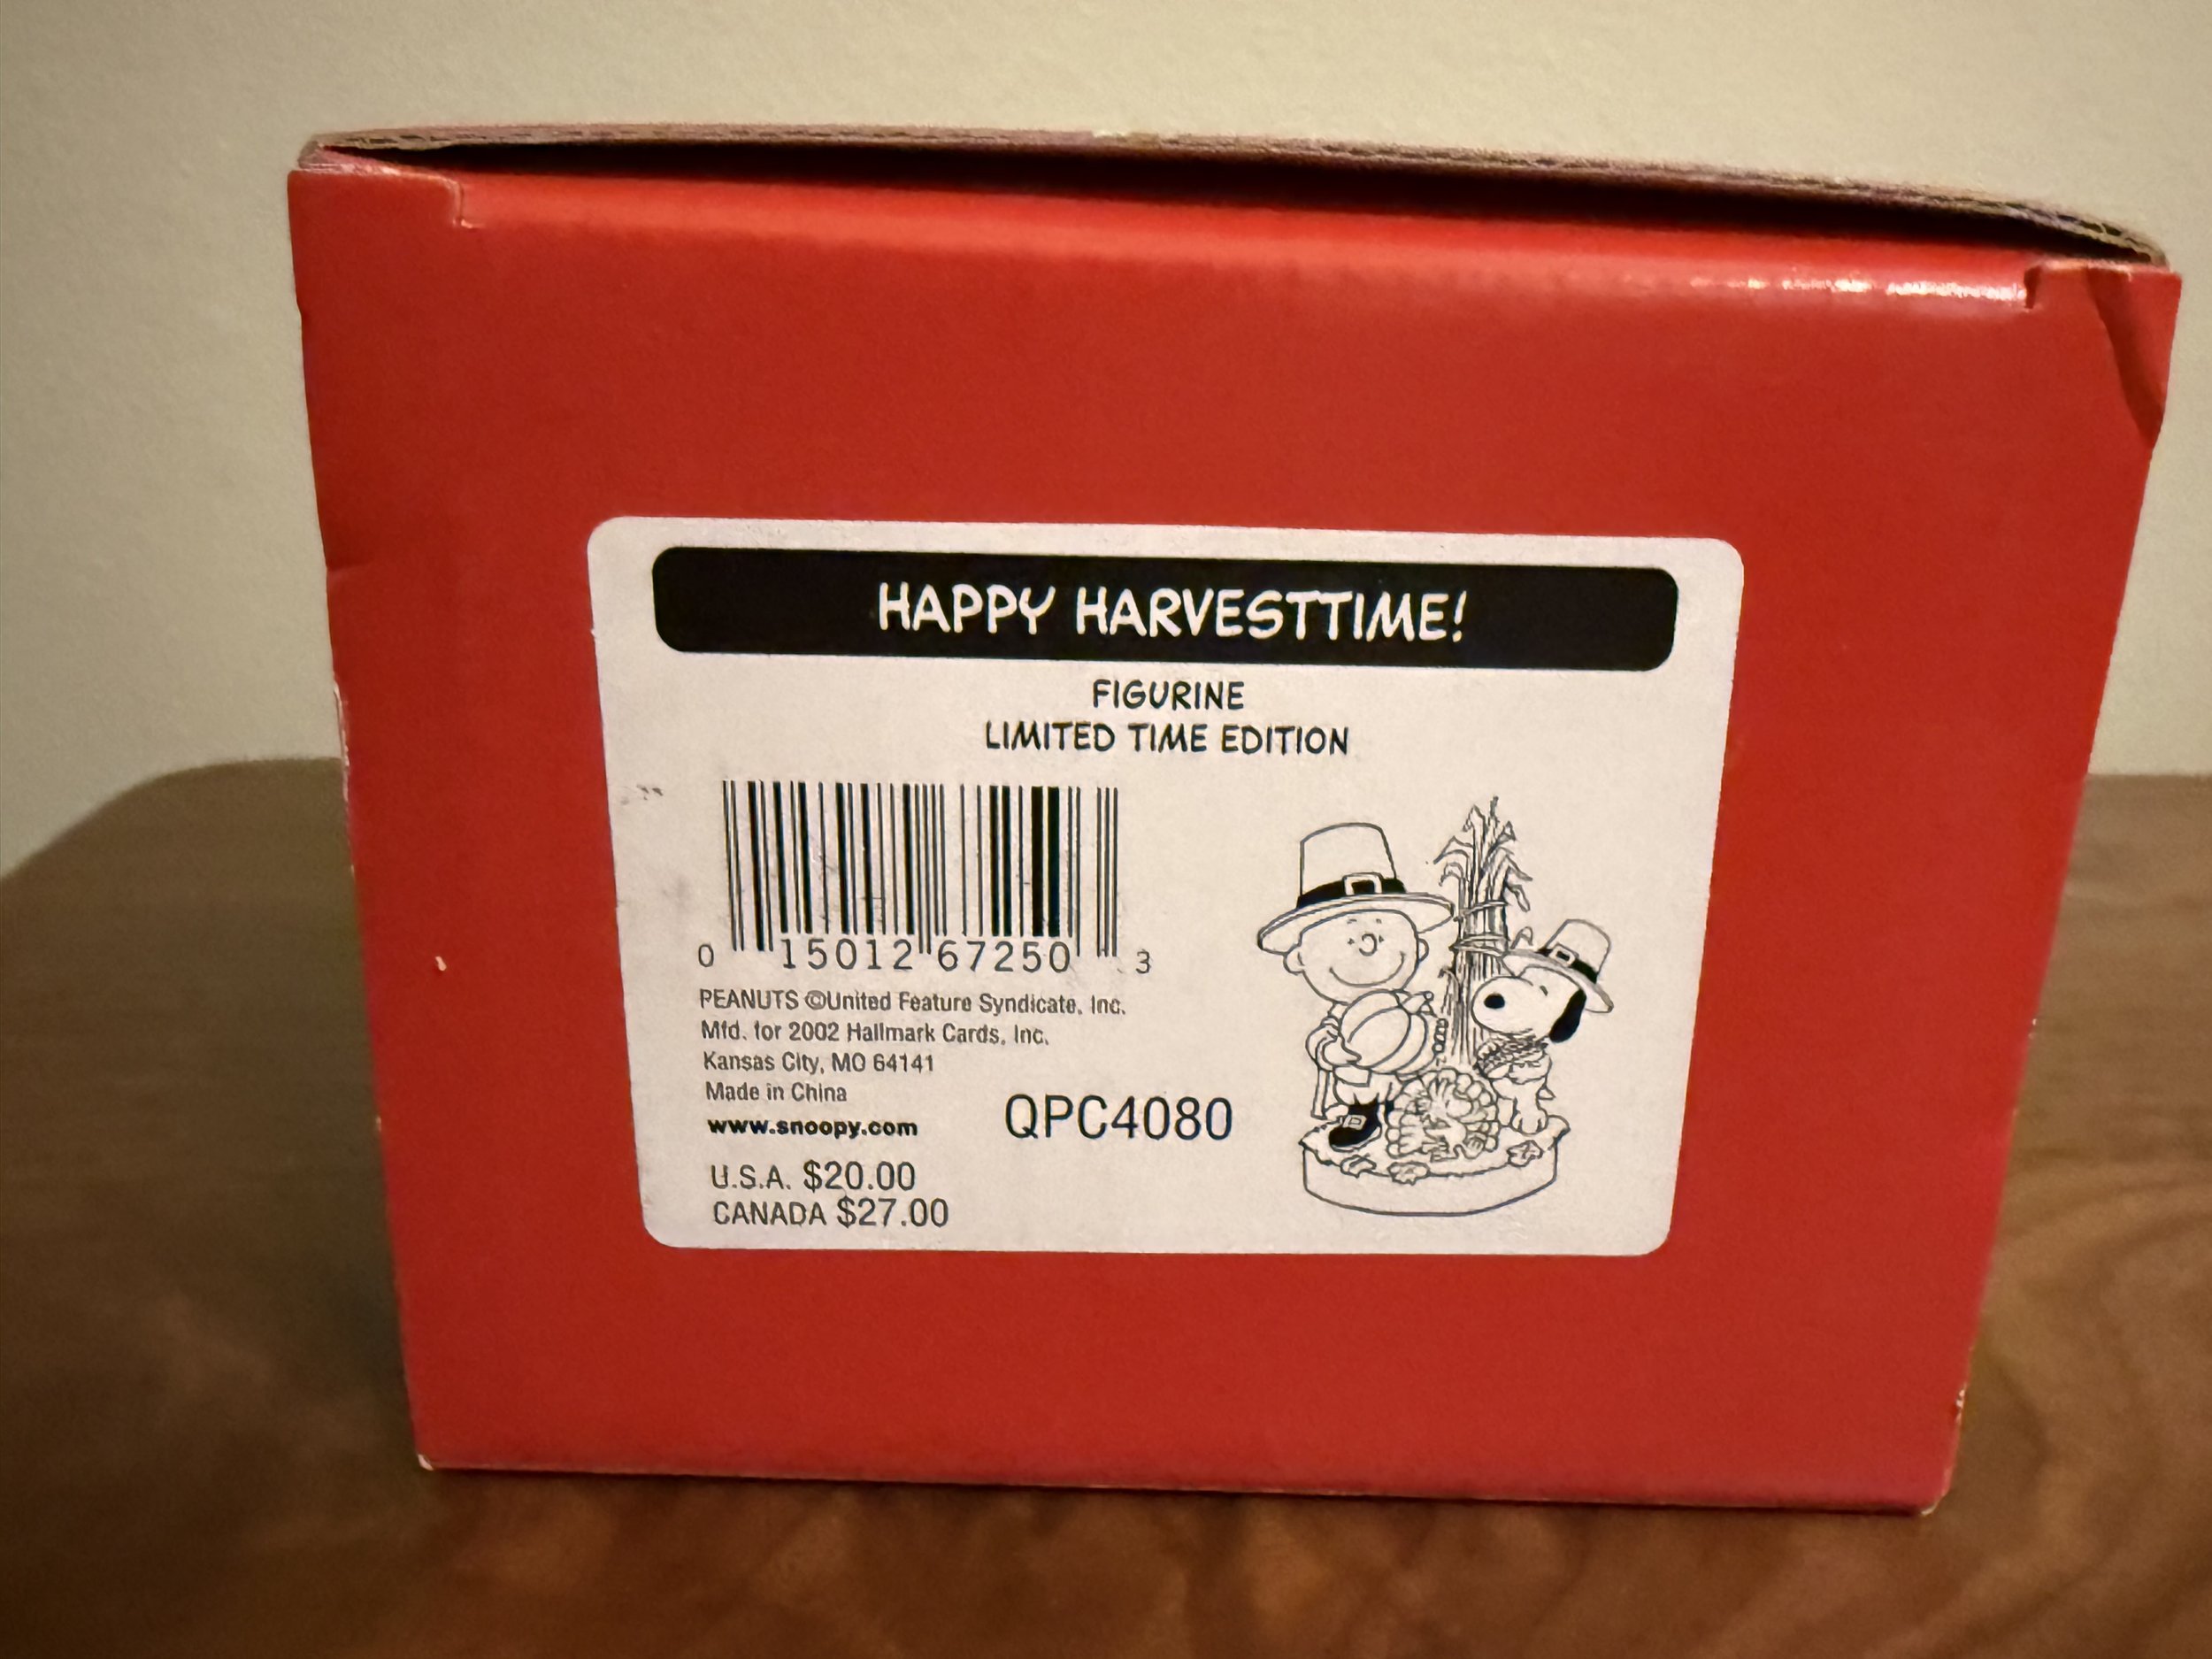 HAPPY HARVESTTIME!
FIGURINE
LIMITED TIME EDITION
0 15012 67250 3
PEANUTS ©United Feature Syndicate, Inc.
Mfd. for 2002 Hallmark Cards, Inc.
Kansas City, MO 64141
Made in China
www.snoopy.com
QPC4080
U.S.A. $20.00
CANADA $27.00